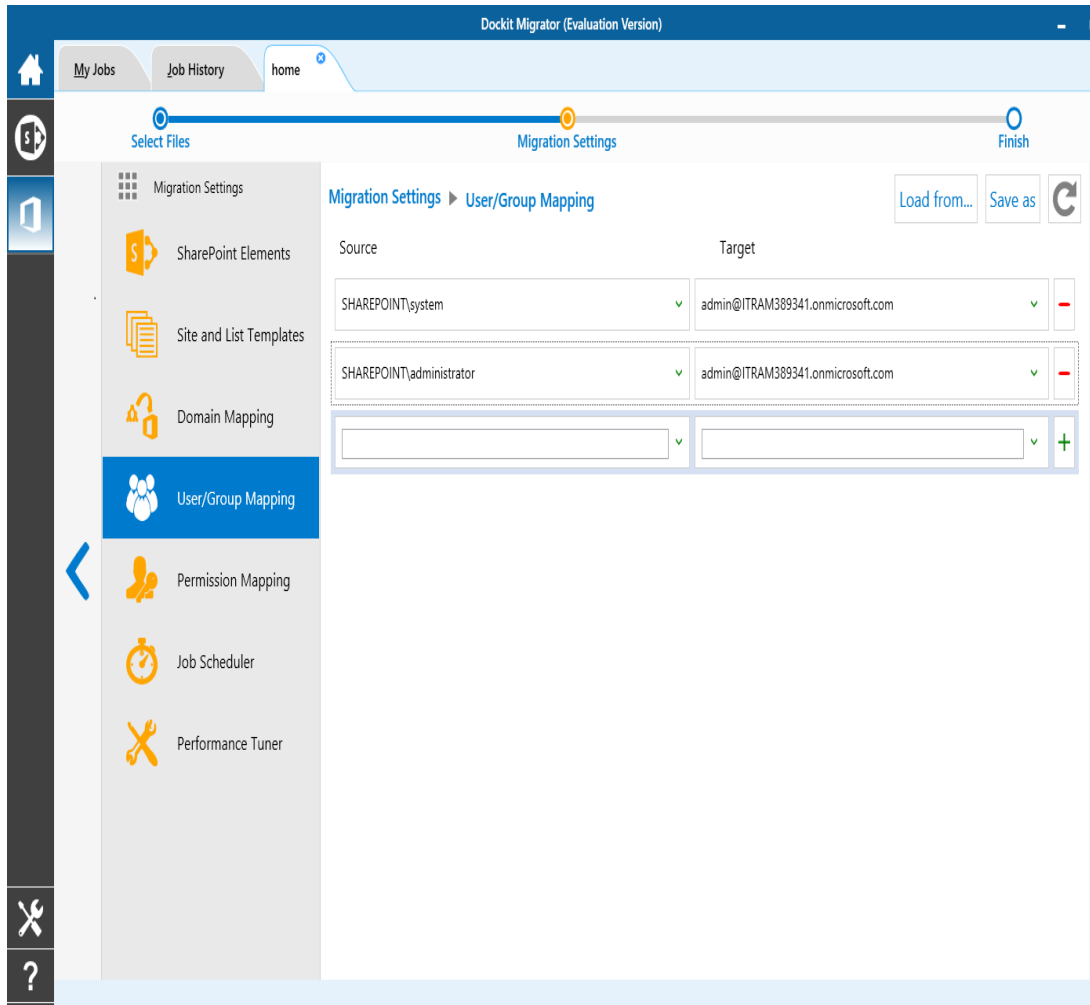 Dockit Migrator (Evaluation Version)
My Jobs
Job History
home
Select Files
Migration Settings
Finish
Migration Settings
SharePoint Elements
Site and List Templates
Domain Mapping
User/Group Mapping
Permission Mapping
Job Scheduler
Performance Tuner
Migration Settings User/Group Mapping
Load from...
Save as
Source
Target
SHAREPOINT\system
admin@ITRAM389341.onmicrosoft.com
SHAREPOINT\administrator
admin@ITRAM389341.onmicrosoft.com